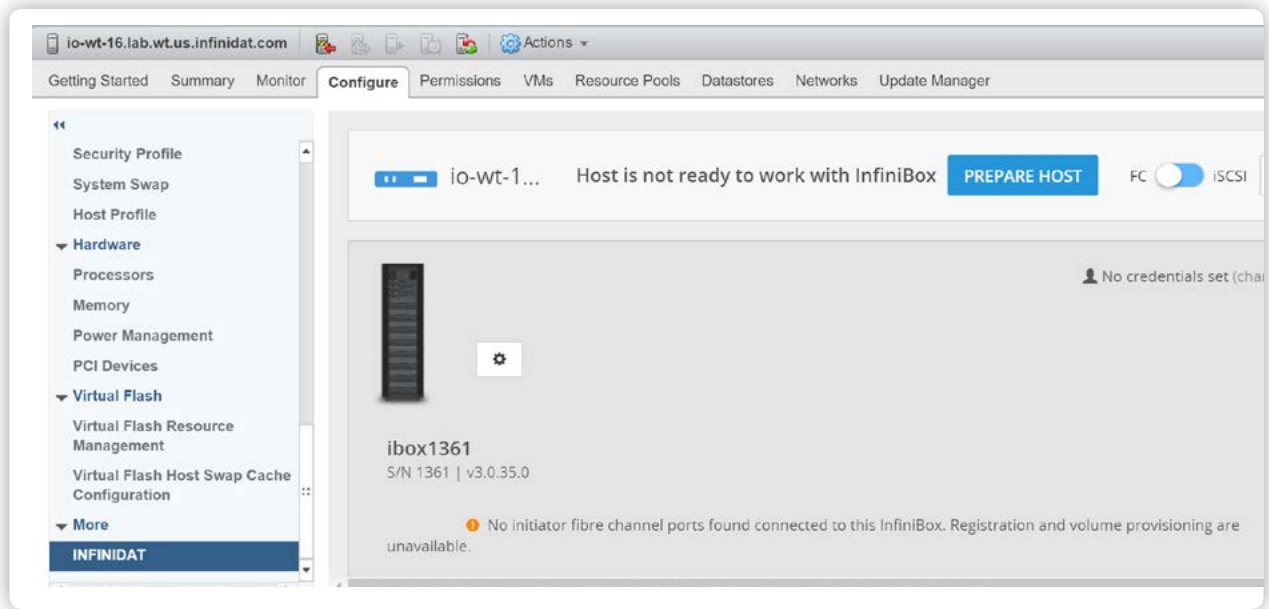 io-wt-16.lab.wt.us.infinidat.com Actions
Getting Started Summary Monitor Configure Permissions VMs Resource Pools Datastores Networks Update Manager
Security Profile
System Swap
Host Profile
Hardware
Processors
Memory
Power Management
PCI Devices
Virtual Flash
Virtual Flash Resource
Management
Virtual Flash Host Swap Cache
Configuration
More
INFINIDAT
io-wt-1... Host is not ready to work with InfiniBox PREPARE HOST FC iSCSI
No credentials set (cha
ibox1361
S/N 1361 | v3.0.35.0
No initiator fibre channel ports found connected to this InfiniBox. Registration and volume provisioning are
unavailable.